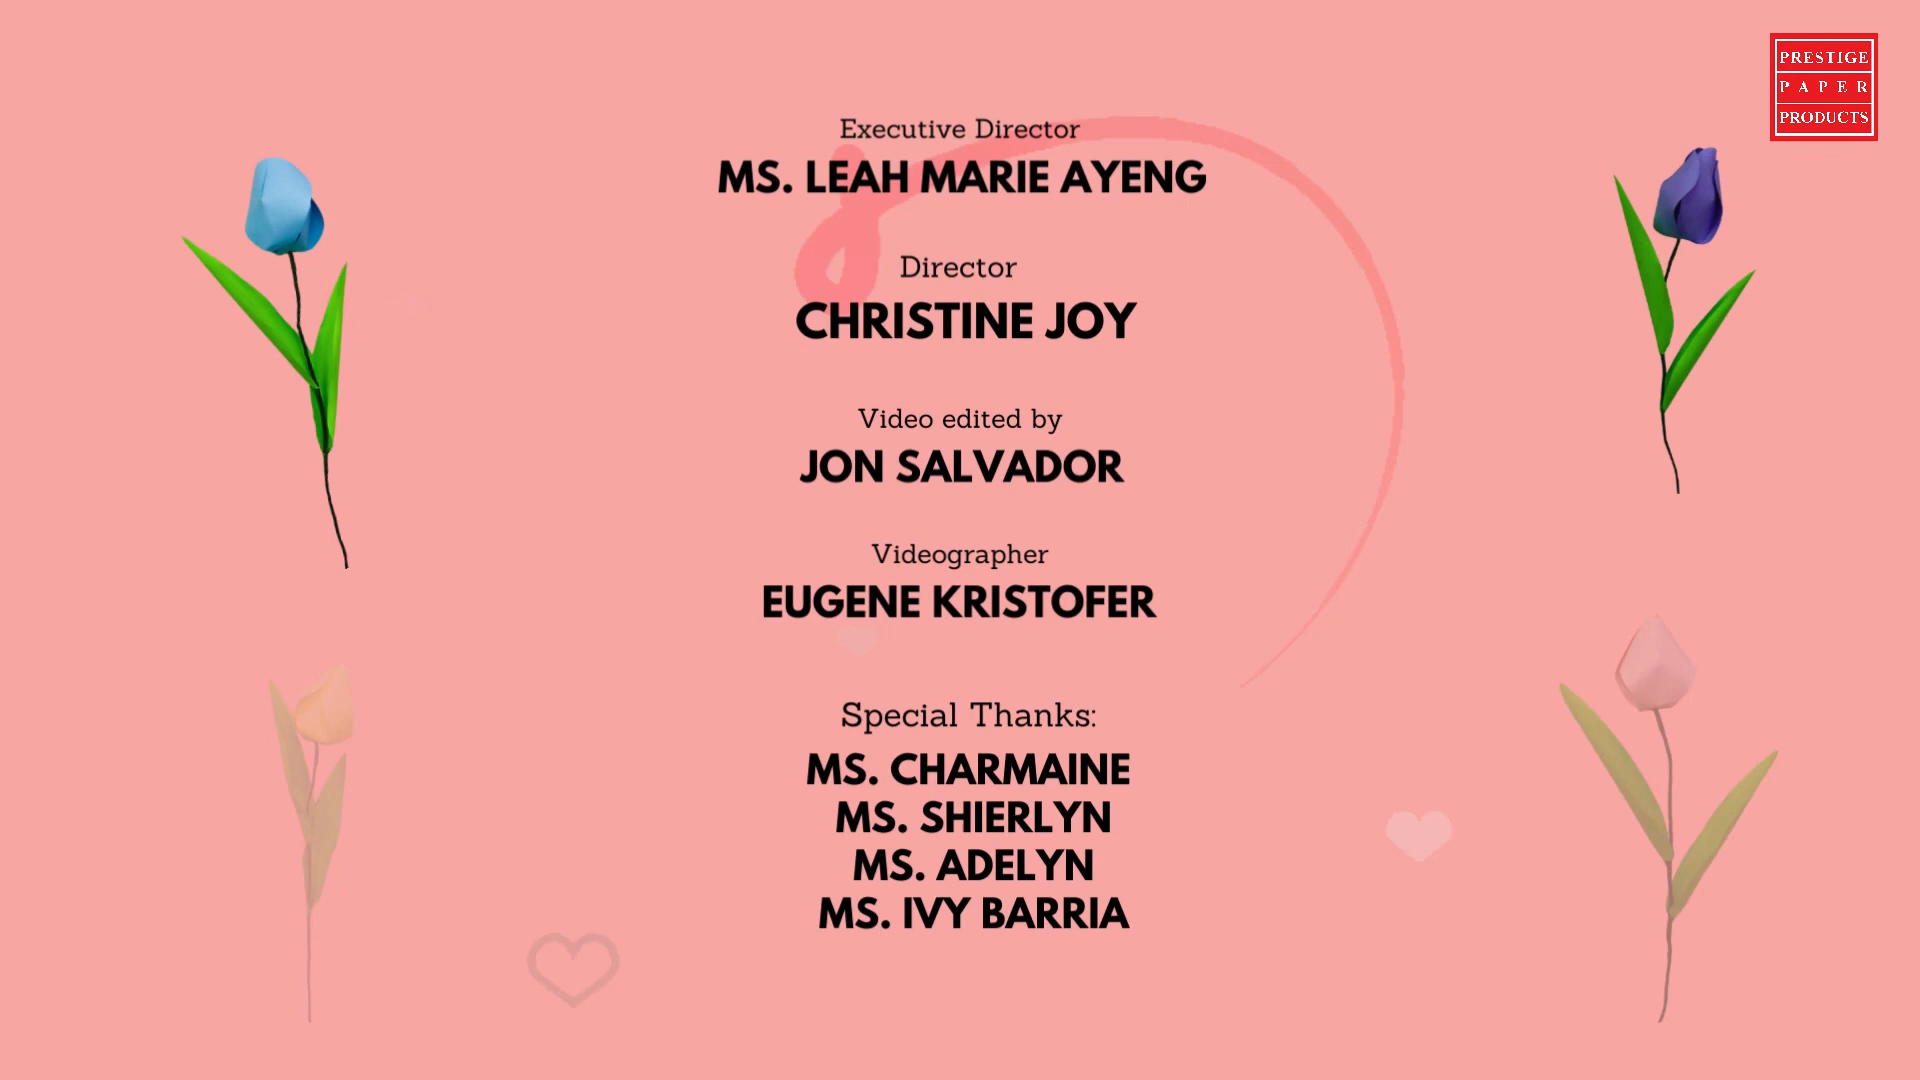 PRESTIGE
PAPER
PRODUCTS
Executive Director
MS. LEAH MARIE AYENG
Director
CHRISTINE JOY
Video edited by
JON SALVADOR
Videographer
EUGENE KRISTOFER
Special Thanks:
MS. CHARMAINE
MS. SHIERLYN
MS. ADELYN
MS. IVY BARRIA